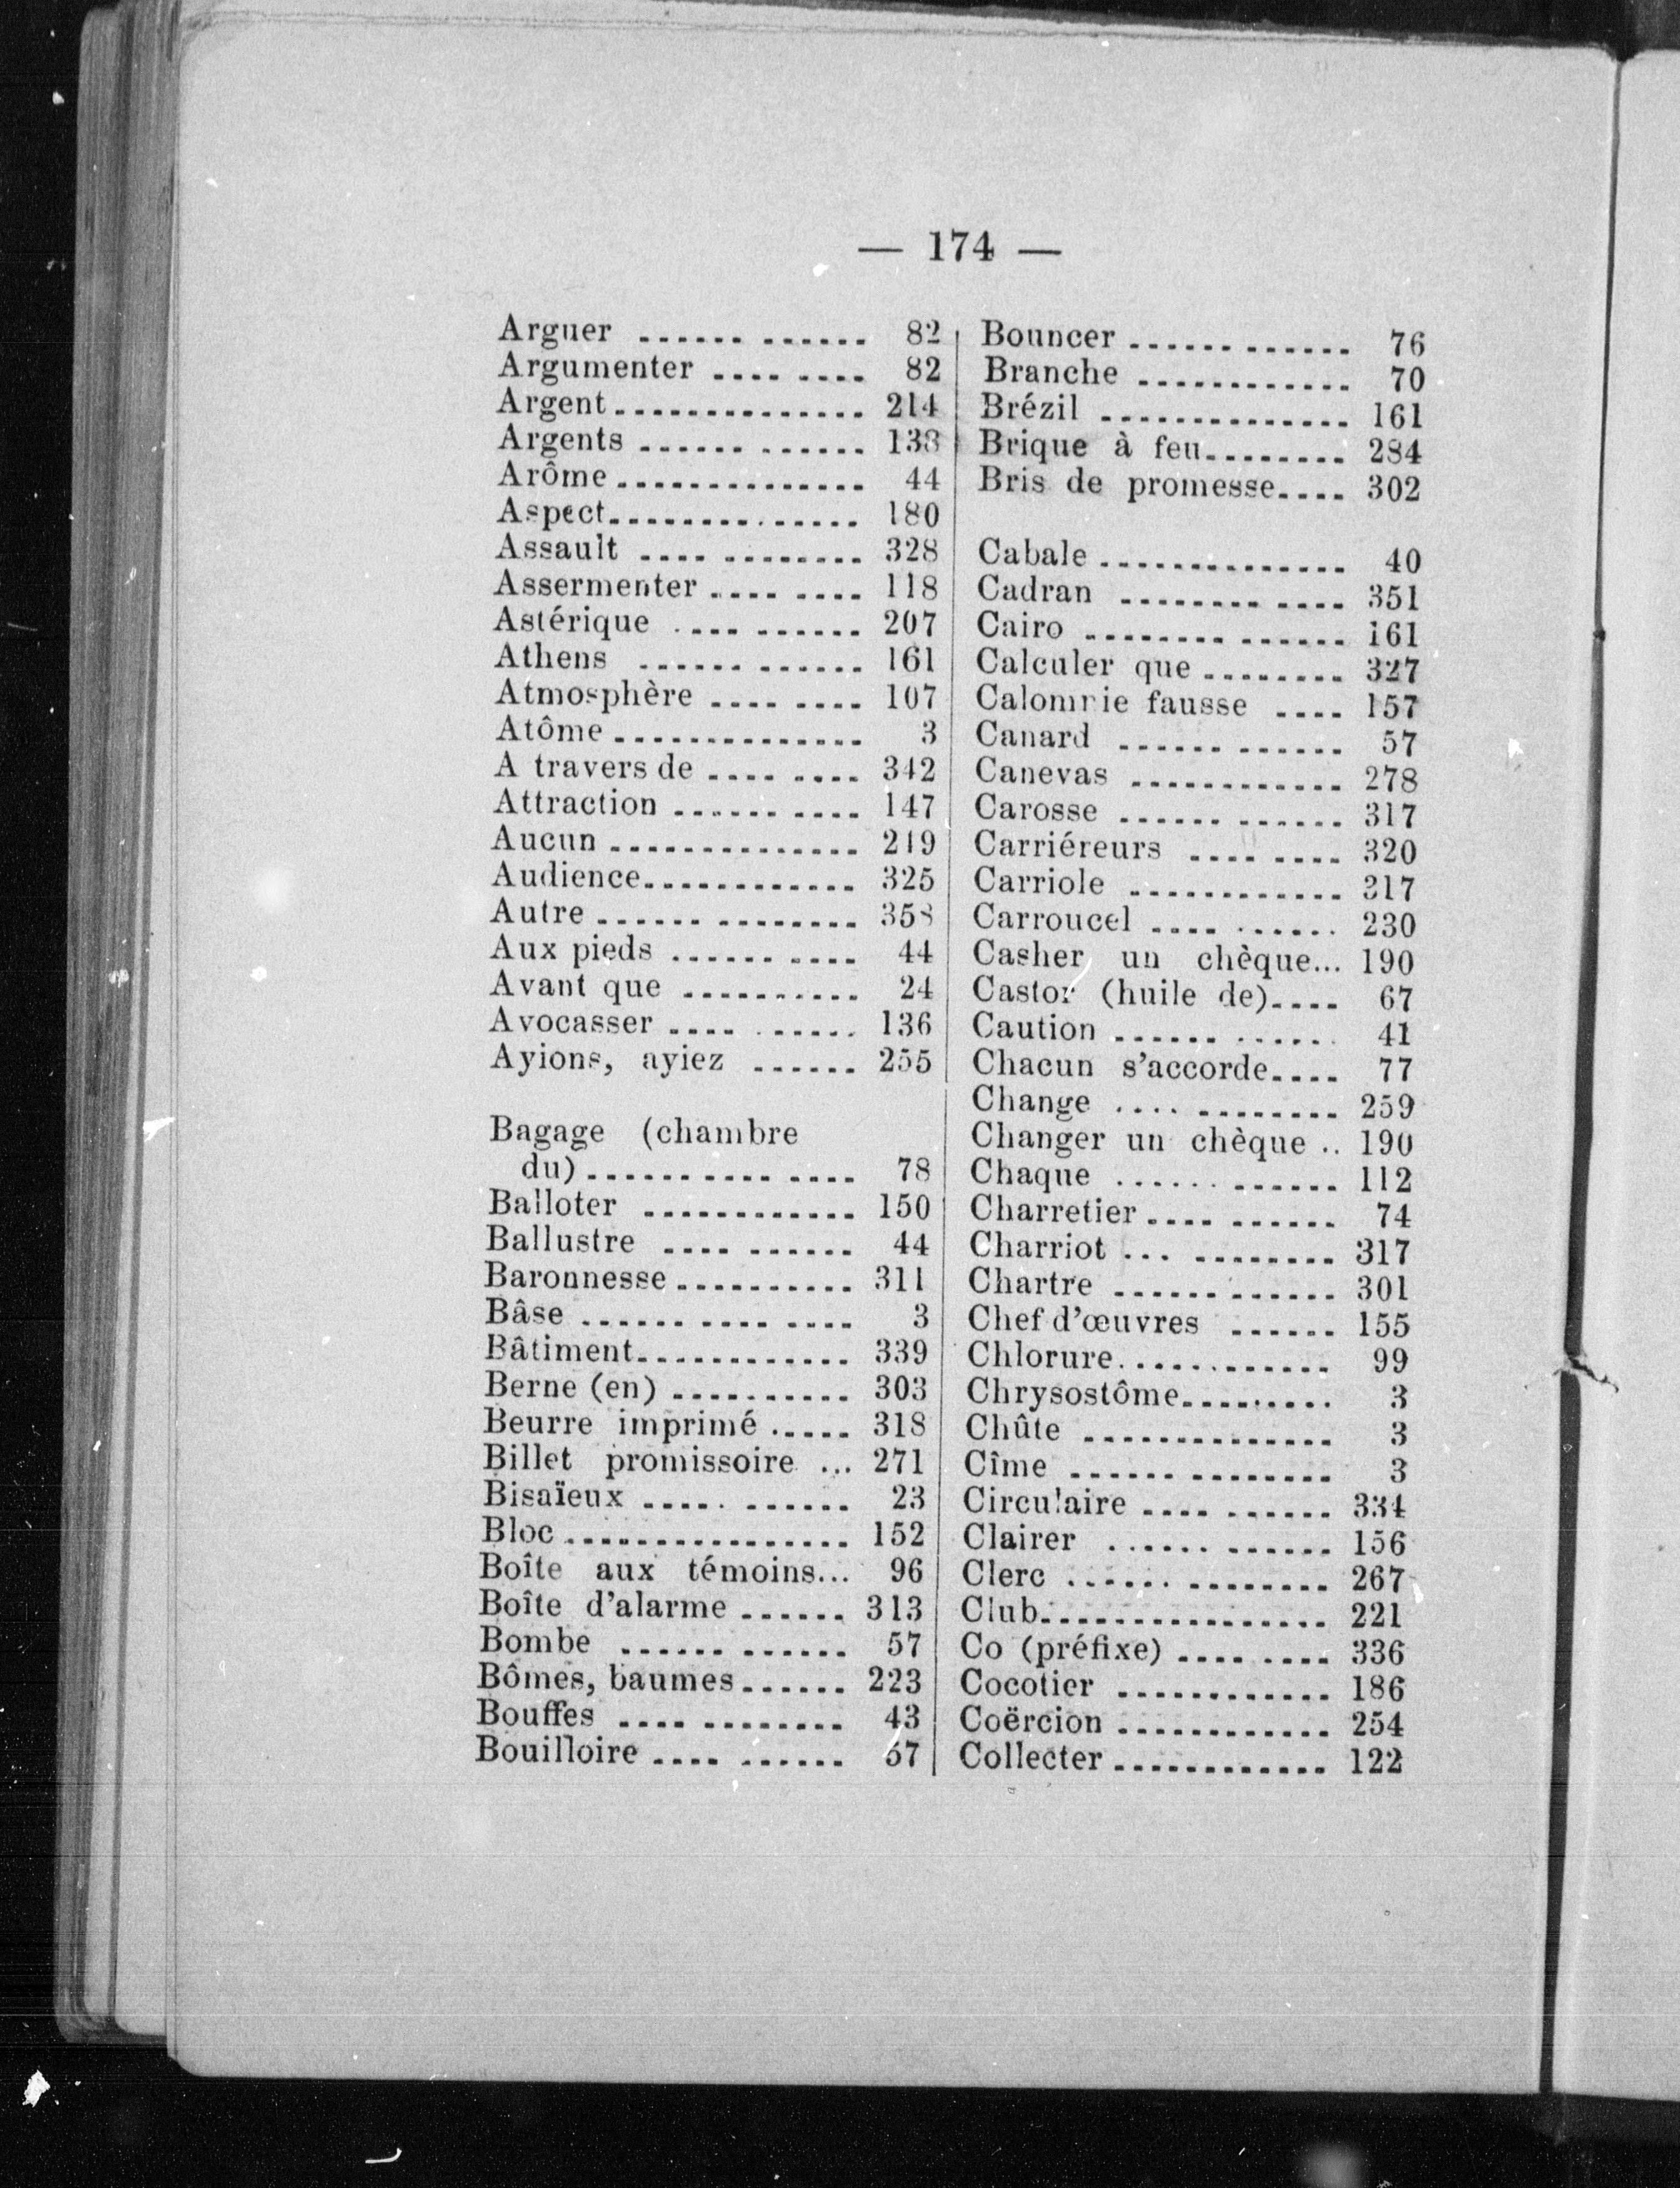 — 174 —
Arguer ...... ...... 82
Argumenter .... .... 82
Argent.............. 214
Argents ...... ...... 138
Arôme.............. 44
Aspect.............. 180
Assault .... ........ 328
Assermenter .... .... 118
Astérique .... ...... 207
Athens ...... ...... 161
Atmosphère .... .... 107
Atôme.............. 3
A travers de .... .... 342
Attraction ...... .... 147
Aucun .............. 219
Audience............ 325
Autre ...... ........ 358
Aux pieds ...... .... 44
Avant que .......... 24
Avocasser .... ...... 136
Ayions, ayiez ...... 255
Bagage (chambre
du)........... .... 78
Balloter ............ 150
Ballustre .... ...... 44
Baronnesse.......... 311
Bâse ...... .... .... 3
Bâtiment............ 339
Berne (en) .......... 303
Beurre imprimé ..... 318
Billet promissoire ... 271
Bisaïeux ..... ...... 23
Bloc................ 152
Boîte aux témoins... 96
Boîte d'alarme ...... 313
Bombe ...... ...... 57
Bômes, baumes...... 223
Bouffes .... ........ 43
Bouilloire .... ...... 57
Bouncer ...... ...... 76
Branche ............ 70
Brézil .............. 161
Brique à feu........ 284
Bris de promesse.... 302
Cabale .............. 40
Cadran ........ .... 351
Cairo ........ ...... 161
Calculer que ........ 327
Calomnie fausse .... 157
Canard ...... ...... 57
Canevas ............ 278
Carosse ...... ...... 317
Carriéreurs .... .... 320
Carriole ............ 317
Carroucel .... ...... 230
Casher un chèque... 190
Castor (huile de).... 67
Caution ...... ...... 41
Chacun s'accorde.... 77
Change .... ........ 259
Changer un chèque .. 190
Chaque ...... ...... 112
Charretier .... ...... 74
Charriot ... ........ 317
Chartre ...... ...... 301
Chef d'œuvres ...... 155
Chlorure............ 99
Chrysostôme......... 3
Chûte .............. 3
Cîme ...... ........ 3
Circulaire .... ...... 334
Clairer ...... ...... 156
Clerc ...... ........ 267
Club................ 221
Co (préfixe) .... .... 336
Cocotier ............ 186
Coërcion ............ 254
Collecter ............ 122